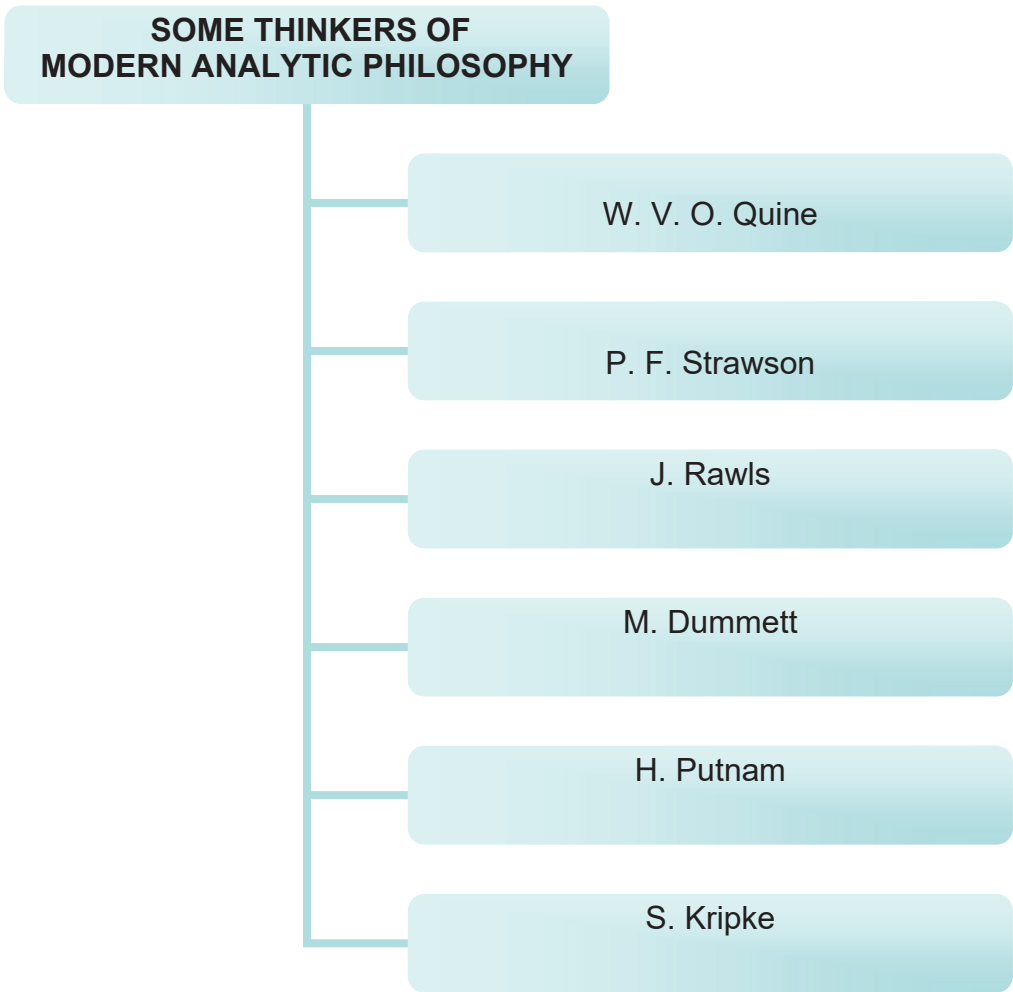 SOME THINKERS OF
MODERN ANALYTIC PHILOSOPHY
W. V. O. Quine
P. F. Strawson
J. Rawls
M. Dummett
H. Putnam
S. Kripke